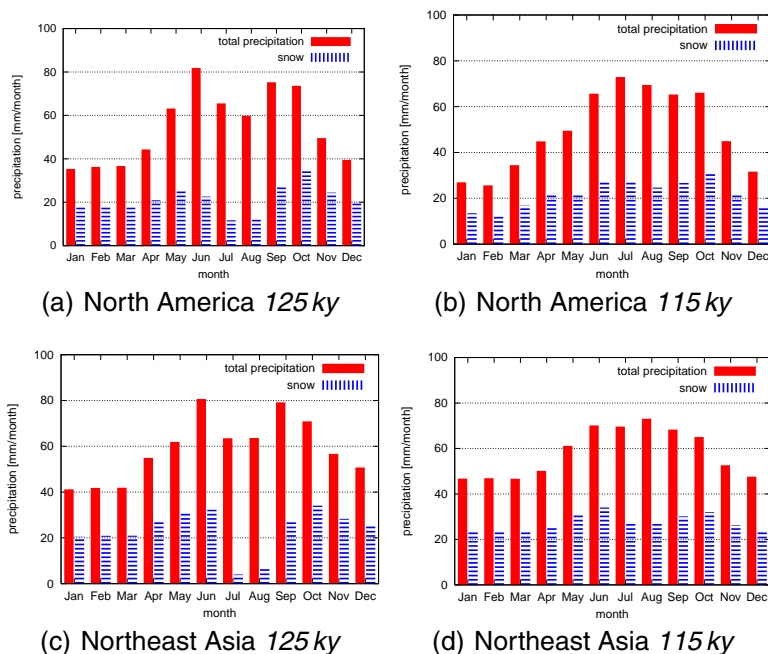 100
80
60
40
20
0
precipitation [mm/month]
total precipitation
snow
Jan Feb Mar Apr May Jun Jul Aug Sep Oct Nov Dec
month
(a) North America 125 ky
100
80
60
40
20
0
precipitation [mm/month]
total precipitation
snow
Jan Feb Mar Apr May Jun Jul Aug Sep Oct Nov Dec
month
(b) North America 115 ky
100
80
60
40
20
0
precipitation [mm/month]
total precipitation
snow
Jan Feb Mar Apr May Jun Jul Aug Sep Oct Nov Dec
month
(c) Northeast Asia 125 ky
100
80
60
40
20
0
precipitation [mm/month]
total precipitation
snow
Jan Feb Mar Apr May Jun Jul Aug Sep Oct Nov Dec
month
(d) Northeast Asia 115 ky